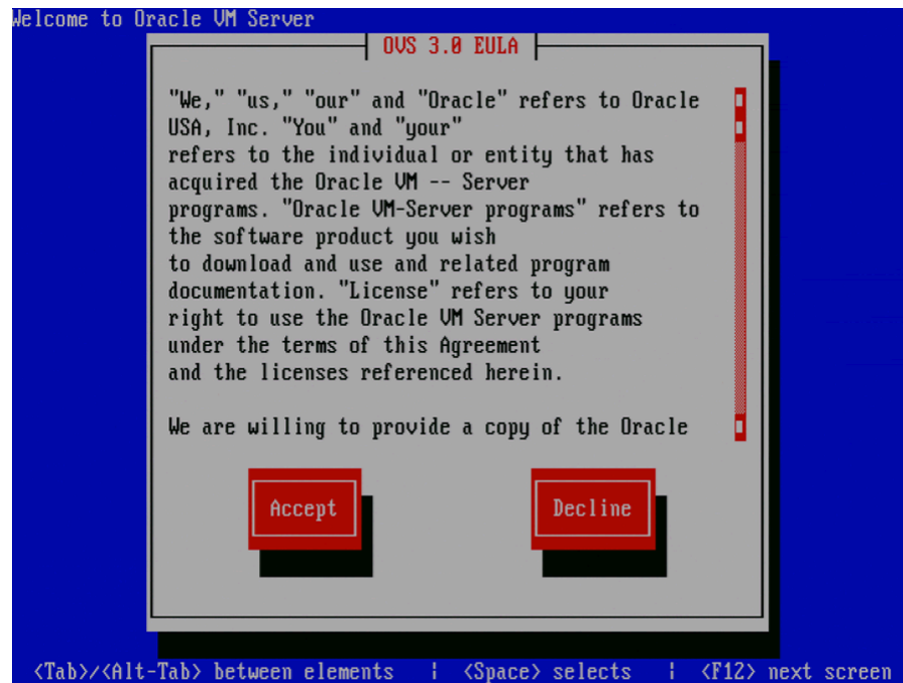 Welcome to Oracle VM Server
OVS 3.0 EULA
"We," "us," "our" and "Oracle" refers to Oracle
USA, Inc. "You" and "your"
refers to the individual or entity that has
acquired the Oracle VM -- Server
programs. "Oracle VM-Server programs" refers to
the software product you wish
to download and use and related program
documentation. "License" refers to your
right to use the Oracle VM Server programs
under the terms of this Agreement
and the licenses referenced herein.
We are willing to provide a copy of the Oracle
Accept Decline
<Tab>/<Alt-Tab> between elements | <Space> selects | <F12> next screen